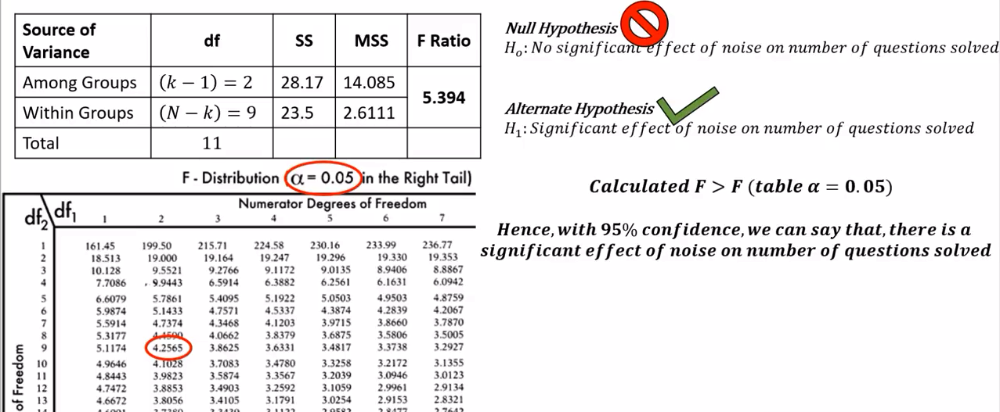 Source of Variance df SS MSS F Ratio
Among Groups (k − 1) = 2 28.17 14.085 5.394
Within Groups (N − k) = 9 23.5 2.6111
Total 11
F - Distribution (α = 0.05 in the Right Tail)
Numerator Degrees of Freedom
df2\df1 1 2 3 4 5 6 7
1 161.45 199.50 215.71 224.58 230.16 233.99 236.77
2 18.513 19.000 19.164 19.247 19.296 19.330 19.353
3 10.128 9.5521 9.2766 9.1172 9.0135 8.9406 8.8867
4 7.7086 9.9443 6.5914 6.3882 6.2561 6.1631 6.0942
5 6.6079 5.7861 5.4095 5.1922 5.0503 4.9503 4.8759
6 5.9874 5.1433 4.7571 4.5337 4.3874 4.2839 4.2067
7 5.5914 4.7374 4.3468 4.1203 3.9715 3.8660 3.7870
8 5.3177 4.4590 4.0662 3.8379 3.6875 3.5806 3.5005
9 5.1174 4.2565 3.8625 3.6331 3.4817 3.3738 3.2927
10 4.9646 4.1028 3.7083 3.4780 3.3258 3.2172 3.1355
11 4.8443 3.9823 3.5874 3.3567 3.2039 3.0946 3.0123
12 4.7472 3.8853 3.4903 3.2592 3.1059 2.9961 2.9134
13 4.6672 3.8056 3.4105 3.1791 3.0254 2.9153 2.8321
of Freedom
Null Hypothesis
Ho: No significant effect of noise on number of questions solved
Alternate Hypothesis
H1: Significant effect of noise on number of questions solved
Calculated F > F (table α = 0.05)
Hence, with 95% confidence, we can say that, there is a
significant effect of noise on number of questions solved